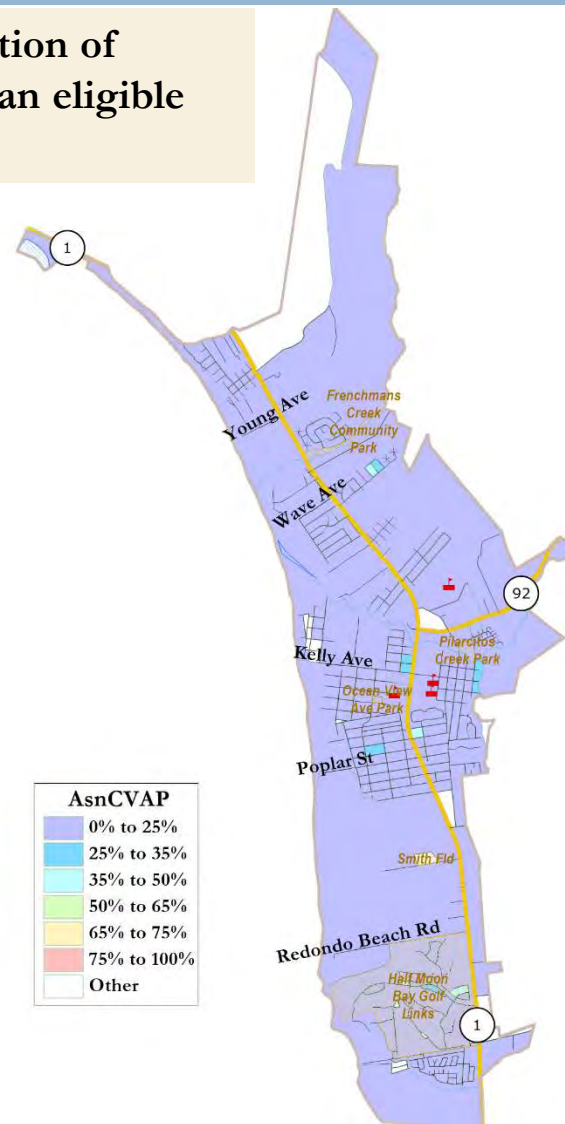 tion of
an eligible
1
Young Ave
Frenchmans
Creek
Community
Park
Wave Ave
92
Kelly Ave
Pilarcitos
Creek Park
Ocean View
Ave Park
Poplar St
AsnCVAP
0% to 25%
25% to 35%
35% to 50%
50% to 65%
65% to 75%
75% to 100%
Other
Smith Fld
Redondo Beach Rd
Half Moon
Bay Golf
Links
1